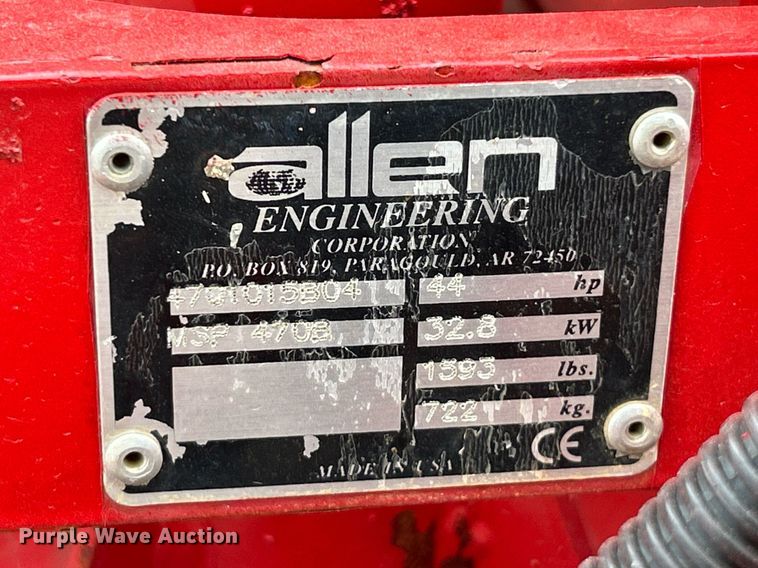 allen
ENGINEERING
CORPORATION
P.O. BOX 819, PARAGOULD, AR 72450
44 hp
MSP 470B 32.8 kW
1593 lbs.
722 kg.
CE
MADE IN USA
Purple Wave Auction